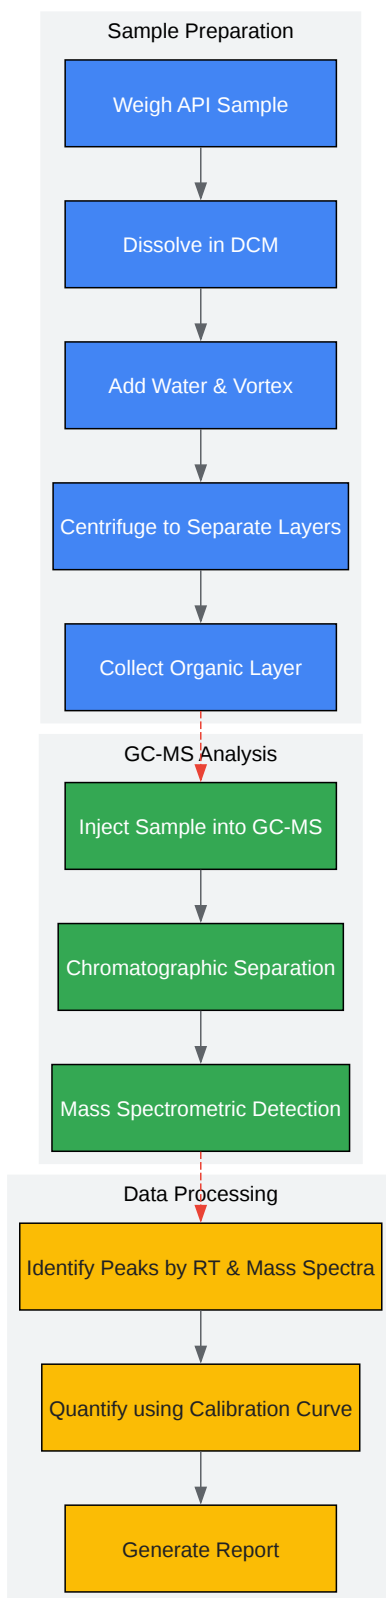 Sample Preparation
Weigh API Sample
Dissolve in DCM
Add Water & Vortex
Centrifuge to Separate Layers
Collect Organic Layer
GC-MS Analysis
Inject Sample into GC-MS
Chromatographic Separation
Mass Spectrometric Detection
Data Processing
Identify Peaks by RT & Mass Spectra
Quantify using Calibration Curve
Generate Report